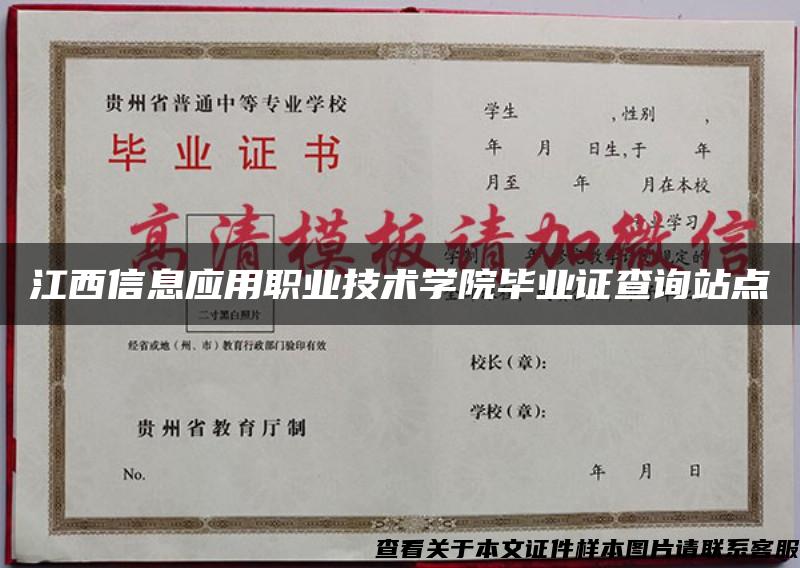 贵州省普通中等专业学校
毕业证书
二寸黑白照片
经省或地（州、市）教育行政部门验印有效
贵州省教育厅制
No.
学生 ，性别 ，
年 月 日生，于 年
月至 年 月在本校
专业学习
校长（章）：
学校（章）：
年 月 日
高清模板请加微信
江西信息应用职业技术学院毕业证查询站点
查看关于本文证件样本图片请联系客服